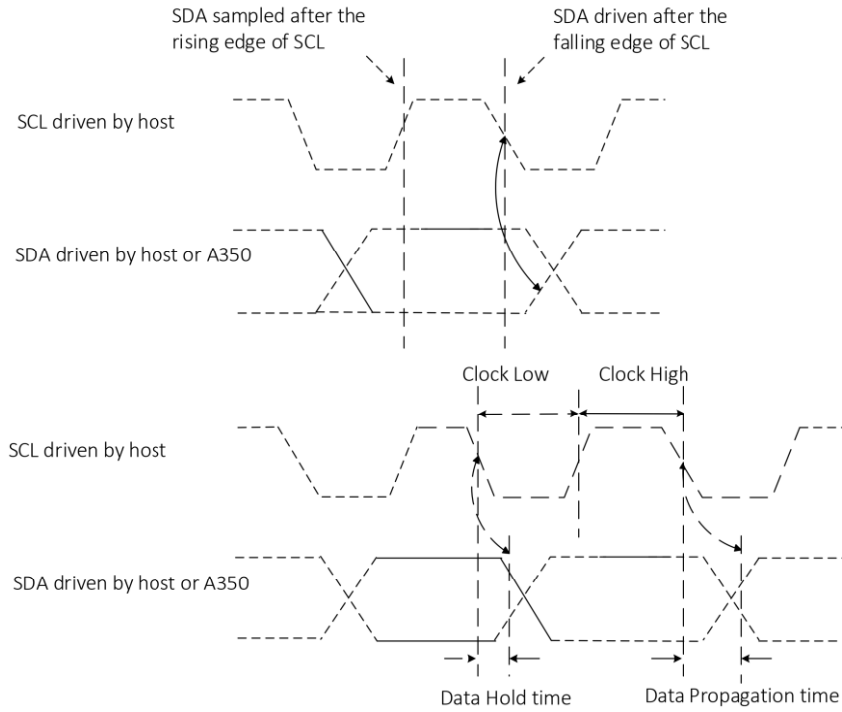 SDA sampled after the
rising edge of SCL
SDA driven after the
falling edge of SCL
SCL driven by host
SDA driven by host or A350
Clock Low
Clock High
SCL driven by host
SDA driven by host or A350
Data Hold time
Data Propagation time